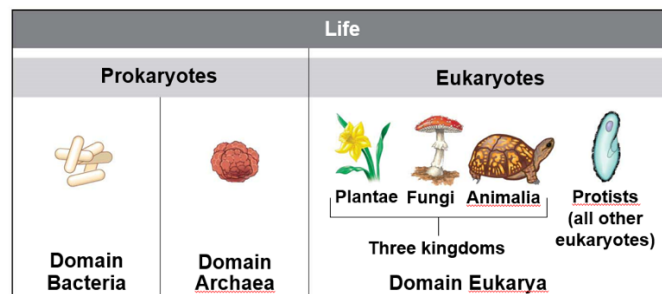 Life
Prokaryotes
Eukaryotes
Plantae
Fungi
Animalia
Protists
(all other
eukaryotes)
Three kingdoms
Domain
Bacteria
Domain
Archaea
Domain Eukarya